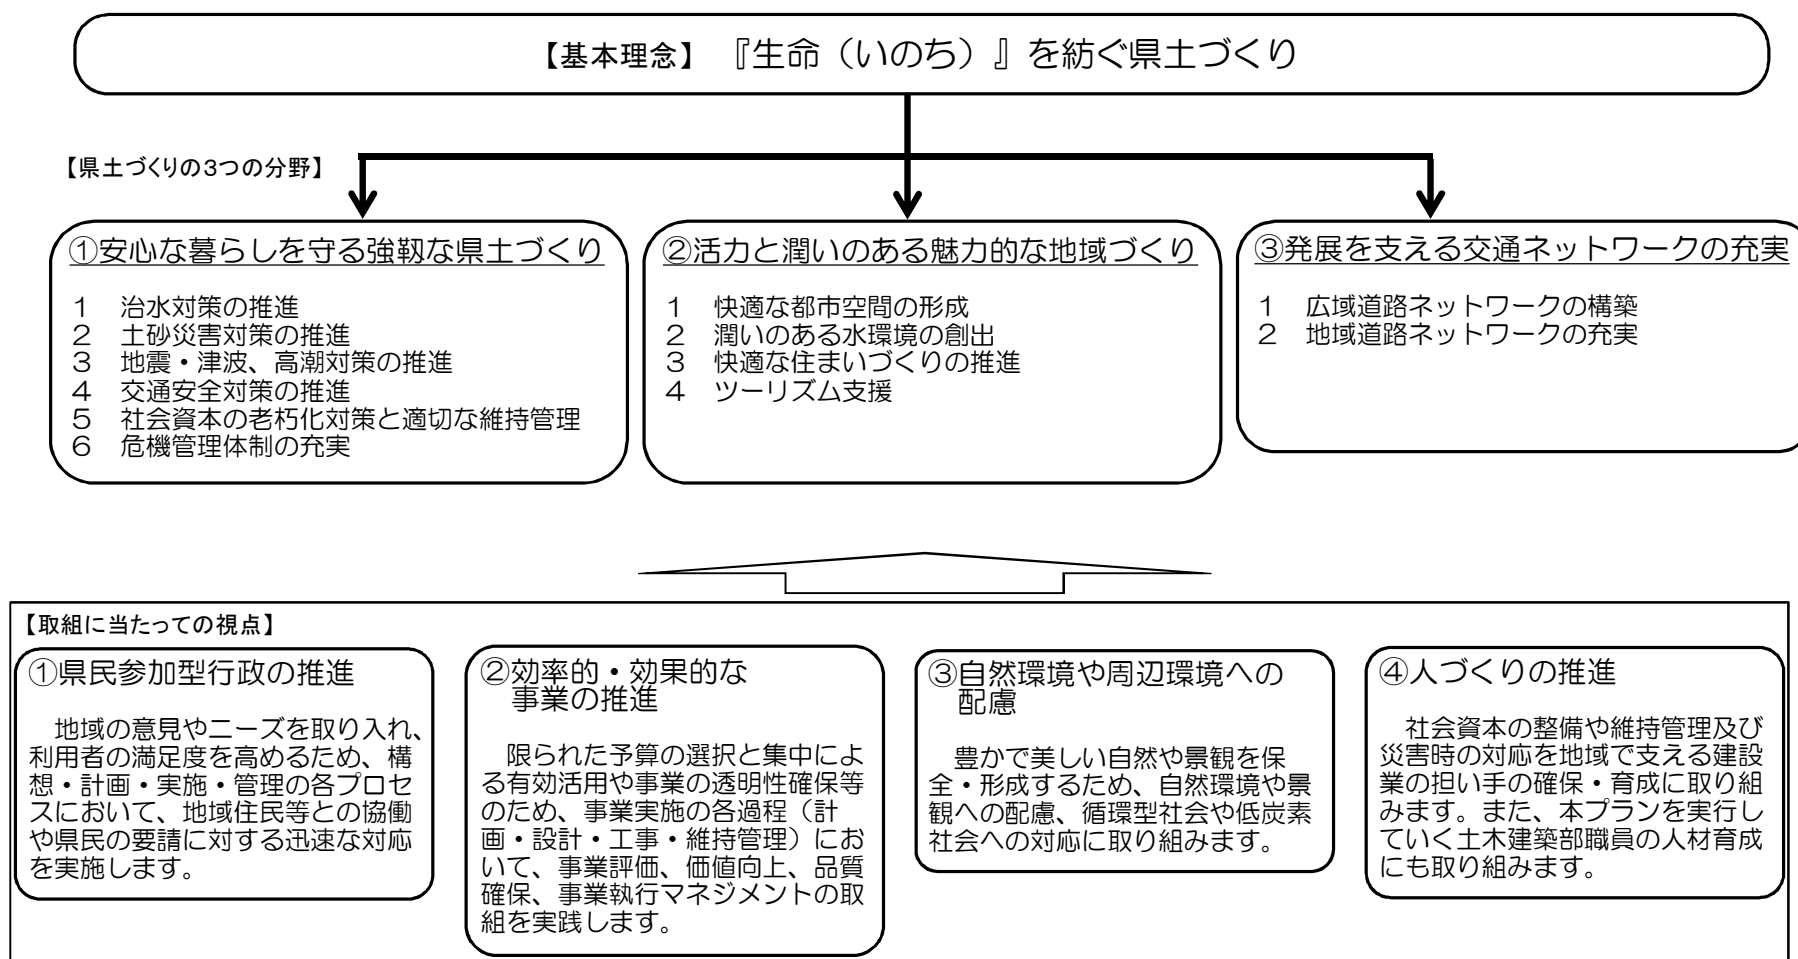 【基本理念】 『生命（いのち）』を紡ぐ県土づくり
【県土づくりの3つの分野】
①安心な暮らしを守る強靱な県土づくり
1 治水対策の推進
2 土砂災害対策の推進
3 地震・津波、高潮対策の推進
4 交通安全対策の推進
5 社会資本の老朽化対策と適切な維持管理
6 危機管理体制の充実
②活力と潤いのある魅力的な地域づくり
1 快適な都市空間の形成
2 潤いのある水環境の創出
3 快適な住まいづくりの推進
4 ツーリズム支援
③発展を支える交通ネットワークの充実
1 広域道路ネットワークの構築
2 地域道路ネットワークの充実
【取組に当たっての視点】
①県民参加型行政の推進
地域の意見やニーズを取り入れ、
利用者の満足度を高めるため、構
想・計画・実施・管理の各プロセ
スにおいて、地域住民等との協働
や県民の要請に対する迅速な対応
を実施します。
②効率的・効果的な
事業の推進
限られた予算の選択と集中によ
る有効活用や事業の透明性確保等
のため、事業実施の各過程（計
画・設計・工事・維持管理）にお
いて、事業評価、価値向上、品質
確保、事業執行マネジメントの取
組を実践します。
③自然環境や周辺環境への
配慮
豊かで美しい自然や景観を保
全・形成するため、自然環境や景
観への配慮、循環型社会や低炭素
社会への対応に取り組みます。
④人づくりの推進
社会資本の整備や維持管理及び
災害時の対応を地域で支える建設
業の担い手の確保・育成に取り組
みます。また、本プランを実行し
ていく土木建築部職員の人材育成
にも取り組みます。